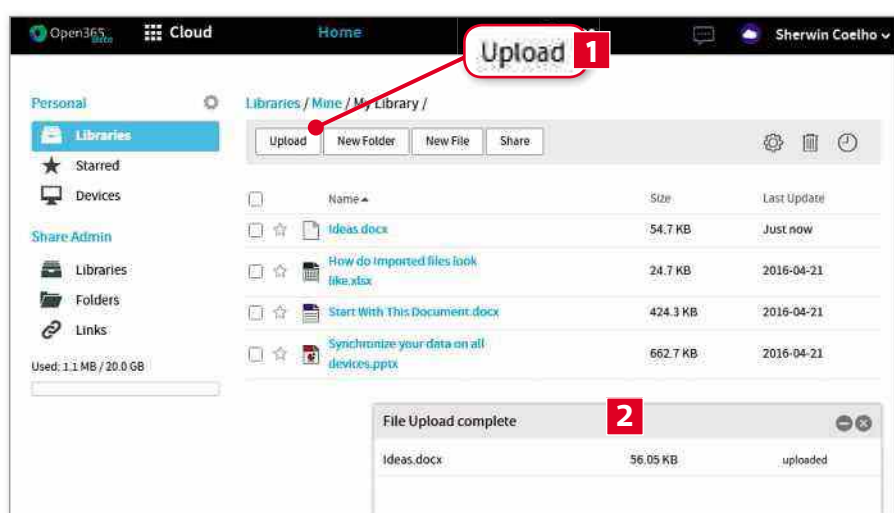 Open365 Cloud Home Sherwin Coelho
Upload 1
Personal
Libraries / Mine / My Library /
Libraries
Upload New Folder New File Share
Starred
Devices
Name Size Last Update
Share Admin
Ideas.docx 54.7 KB Just now
Libraries
How do imported files look
like.xlsx 24.7 KB 2016-04-21
Folders
Start With This Document.docx 424.3 KB 2016-04-21
Links
Synchronize your data on all
devices.pptx 662.7 KB 2016-04-21
Used: 1.1 MB / 20.0 GB
File Upload complete 2
Ideas.docx 56.05 KB uploaded